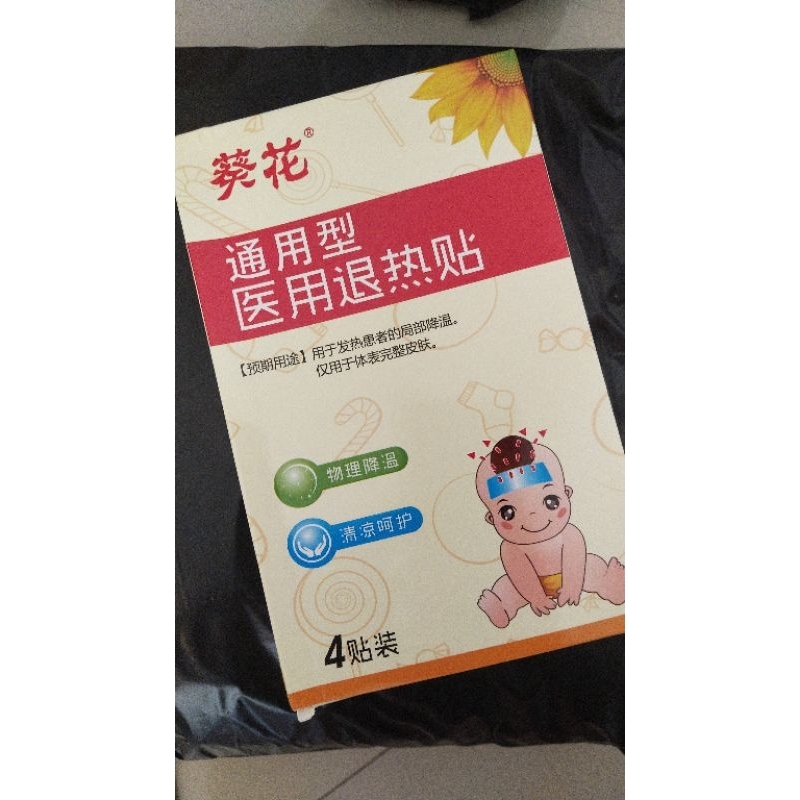 葵花®
通用型
医用退热贴
【预期用途】用于发热患者的局部降温。
仅用于体表完整皮肤。
物理降温
清凉呵护
4贴装